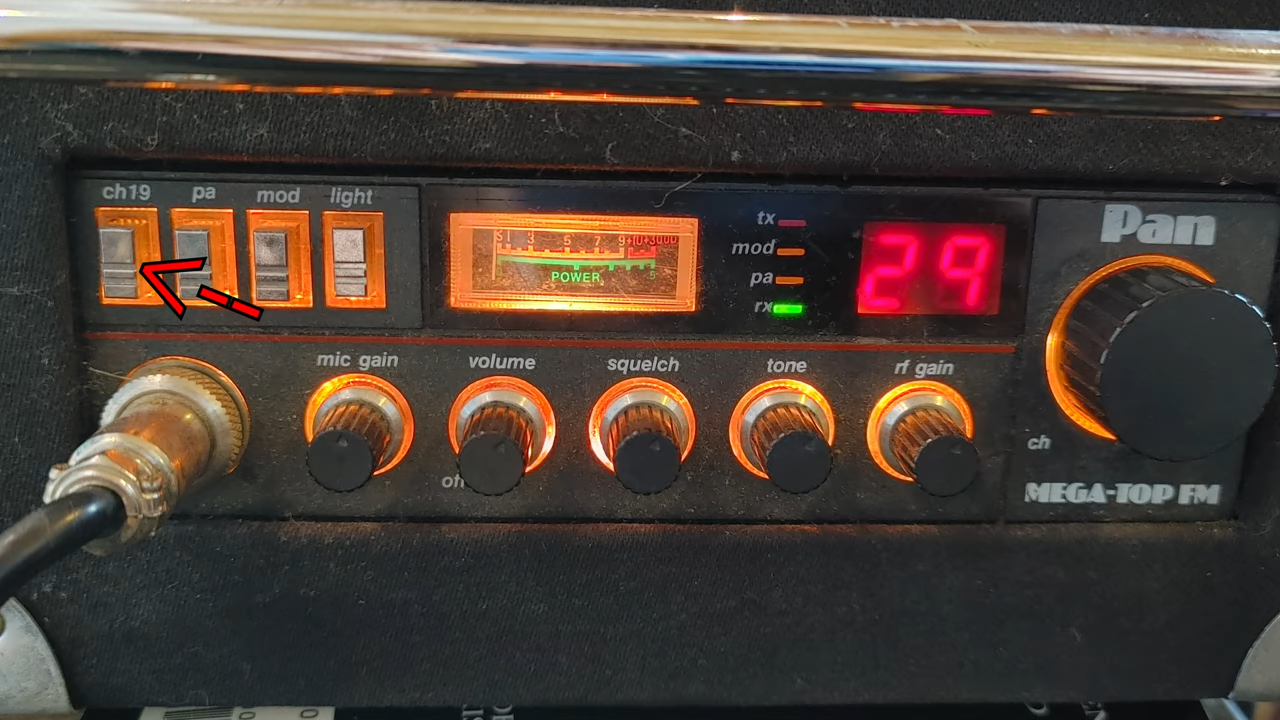 ch19 pa mod light
S 1 3 5 7 9 +10 +30
POWER
tx
mod
pa
rx
29
Pan
mic gain volume squelch tone rf gain
off
ch
MEGA-TOP FM